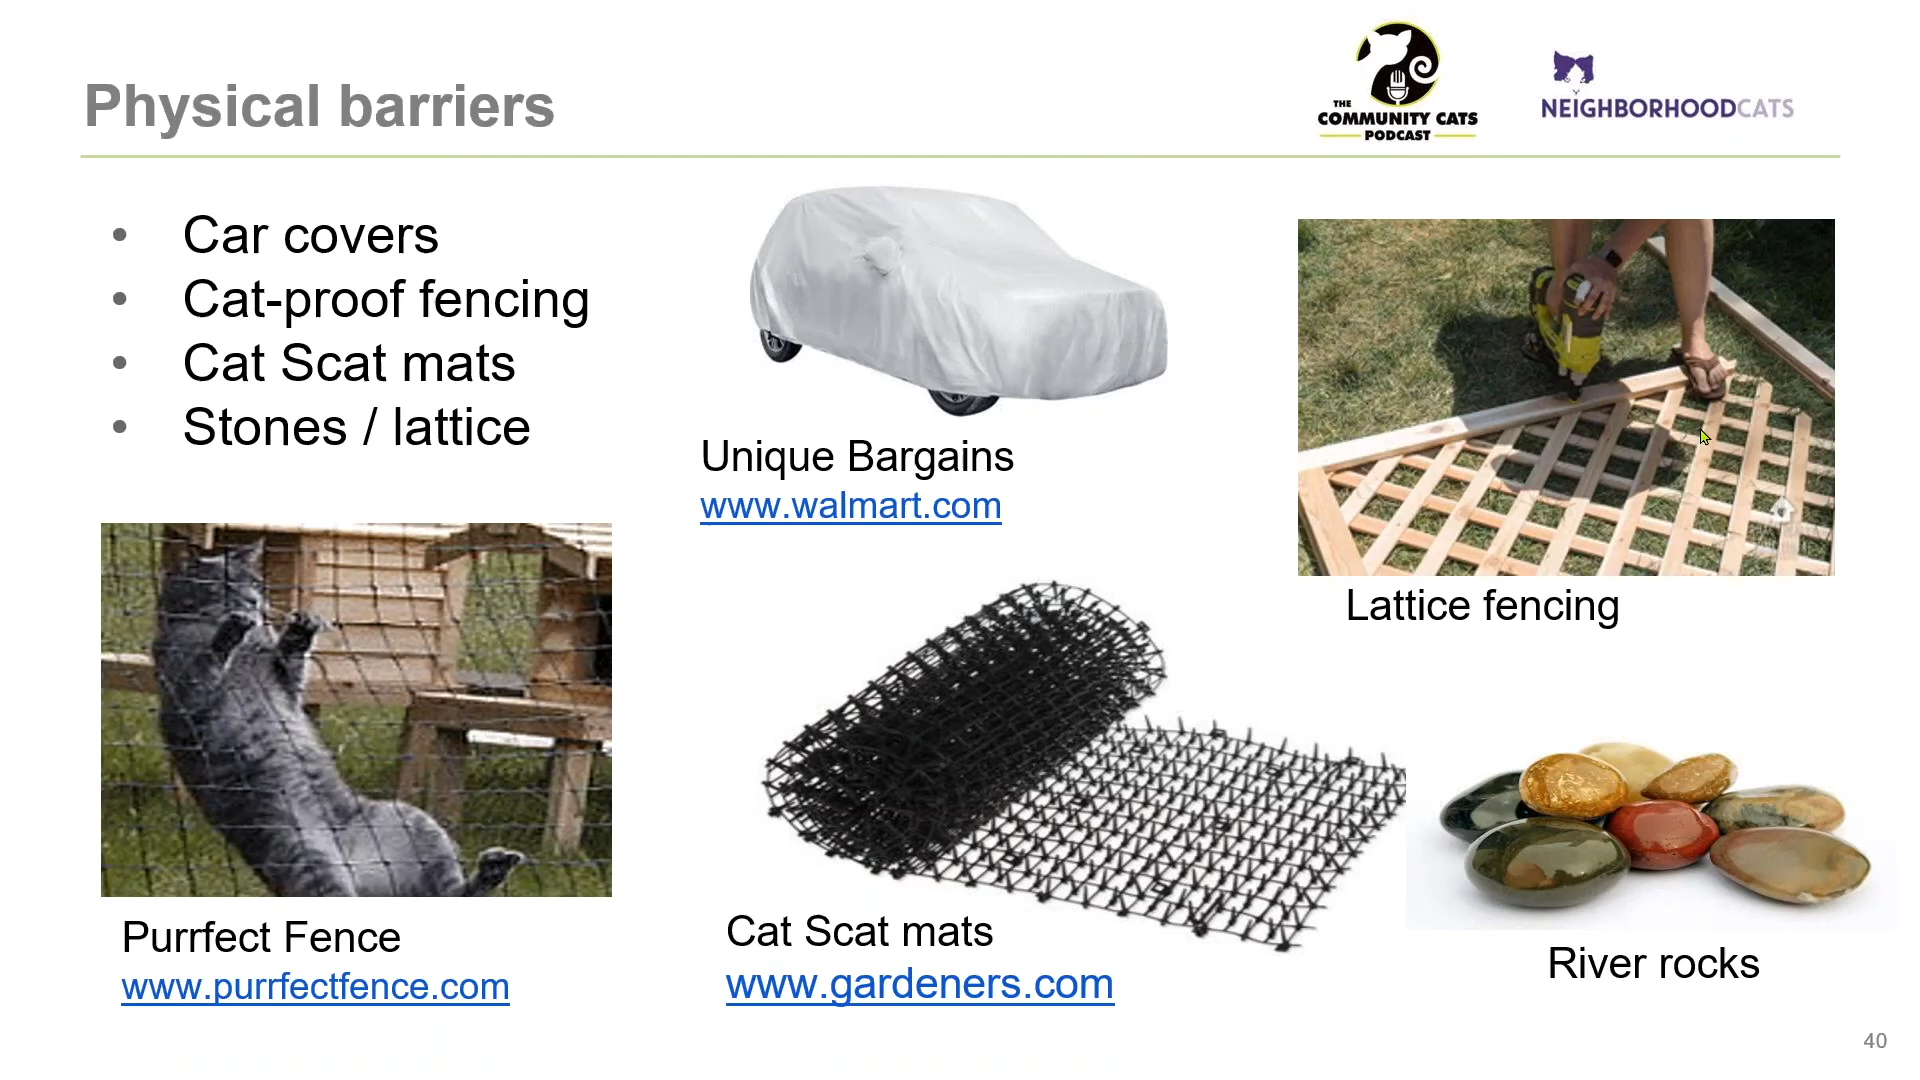 Physical barriers
THE
COMMUNITY CATS
PODCAST
NEIGHBORHOODCATS
• Car covers
• Cat-proof fencing
• Cat Scat mats
• Stones / lattice
Unique Bargains
www.walmart.com
Lattice fencing
Purrfect Fence
www.purrfectfence.com
Cat Scat mats
www.gardeners.com
River rocks
40